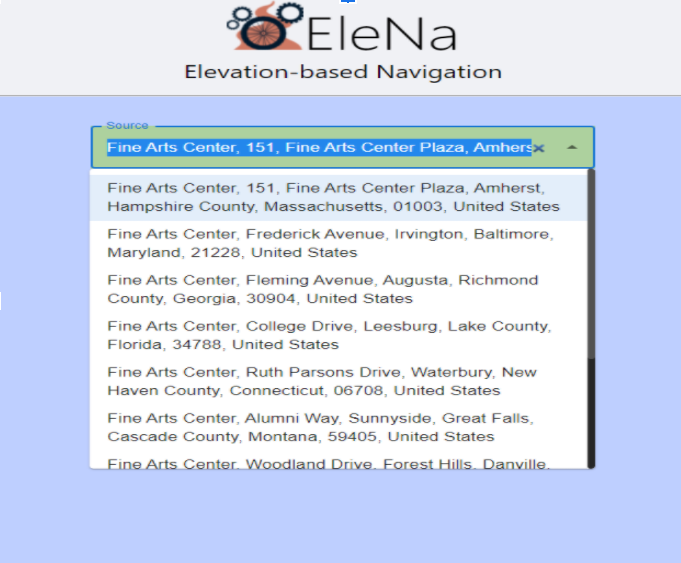 EleNa
Elevation-based Navigation
Source
Fine Arts Center, 151, Fine Arts Center Plaza, Amhers
Fine Arts Center, 151, Fine Arts Center Plaza, Amherst,
Hampshire County, Massachusetts, 01003, United States
Fine Arts Center, Frederick Avenue, Irvington, Baltimore,
Maryland, 21228, United States
Fine Arts Center, Fleming Avenue, Augusta, Richmond
County, Georgia, 30904, United States
Fine Arts Center, College Drive, Leesburg, Lake County,
Florida, 34788, United States
Fine Arts Center, Ruth Parsons Drive, Waterbury, New
Haven County, Connecticut, 06708, United States
Fine Arts Center, Alumni Way, Sunnyside, Great Falls,
Cascade County, Montana, 59405, United States
Fine Arts Center, Woodland Drive, Forest Hills, Danville,